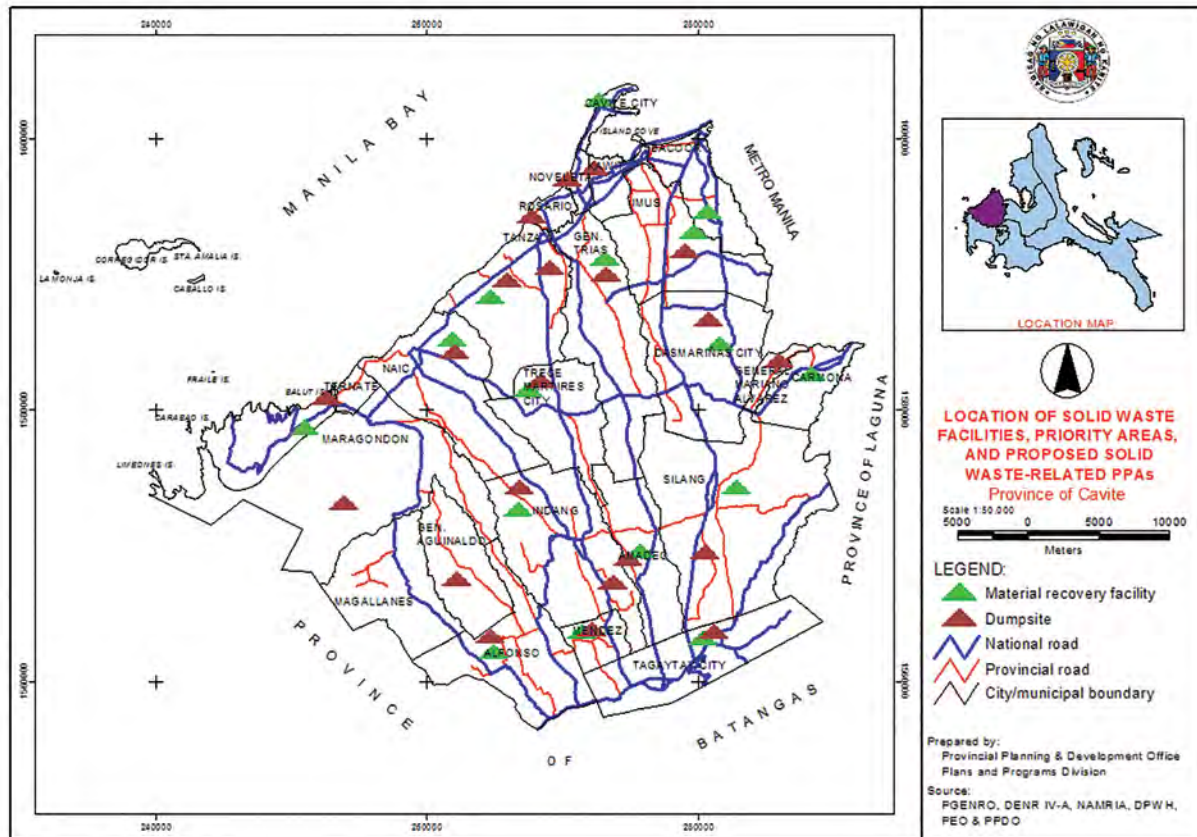 240000
250000
250000
1600000
1600000
MANILA BAY
CAVITE CITY
ISLAND COVE
BACOOR
METRO MANILA
NOVELETA
ROSARIO
IMUS
TANZA
GEN.
TRIAS
CORREGIDOR IS.
STA. AMALIA IS.
LA MONJA IS.
CABALLO IS.
DASMARINAS CITY
NAIC
TRECE
MARTIRES
CITY
GENERAL
MARIANO
ALVAREZ
CARMONA
FRAILE IS.
BALUT IS.
TERNATE
CARABAO IS.
MARAGONDON
LIMBONES IS.
PROVINCE OF LAGUNA
SILANG
INDANG
GEN.
AGUINALDO
AMADEO
MAGALLANES
MENDEZ
ALFONSO
TAGAYTAY CITY
PROVINCE
OF
BATANGAS
240000
LOCATION MAP:
LOCATION OF SOLID WASTE
FACILITIES, PRIORITY AREAS,
AND PROPOSED SOLID
WASTE-RELATED PPAs
Province of Cavite
Scale 1:50,000
5000 0 5000 10000
Meters
LEGEND:
Material recovery facility
Dumpsite
National road
Provincial road
City/municipal boundary
Prepared by:
Provincial Planning & Development Office
Plans and Programs Division
Source:
PGENRO, DENR IV-A, NAMRIA, DPWH,
PEO & PPDO